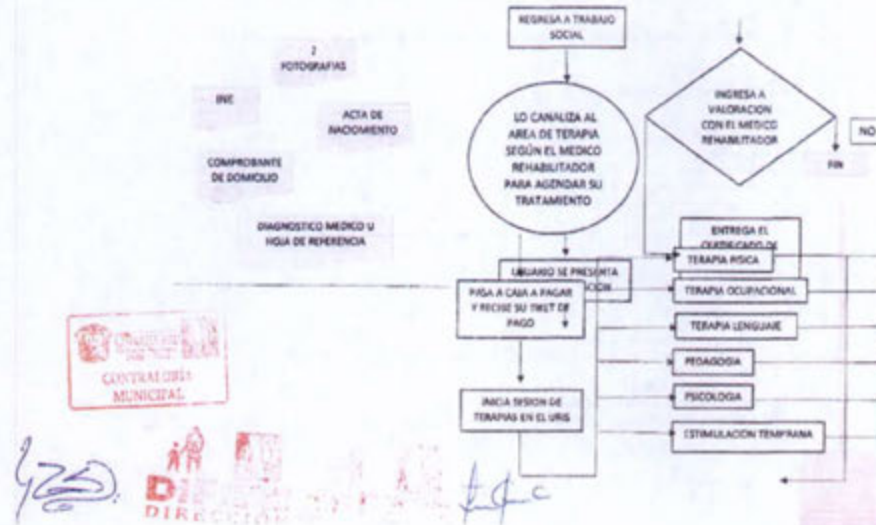 REGRESA A TRABAJO
SOCIAL
2
FOTOGRAFIAS
INE
ACTA DE
NACIOMIENTO
COMPROBANTE
DE DOMICILIO
DIAGNOSTICO MEDICO U
HOJA DE REFERENCIA
LO CANALIZA AL
AREA DE TERAPIA
SEGÚN EL MEDICO
REHABILITADOR
PARA AGENDAR SU
TRATAMIENTO
INGRESA A
VALORACION
CON EL MEDICO
REHABILITADOR
NO
FIN
ENTREGA EL
CERTIFICADO DE
USUARIO SE PRESENTA
PASA A CAJA A PAGAR
Y RECIBE SU TIKET DE
PAGO
INICIA SESION DE
TERAPIAS EN EL URIS
TERAPIA FISICA
TERAPIA OCUPACIONAL
TERAPIA LENGUAJE
PEDAGOGIA
PSICOLOGIA
ESTIMULACION TEMPRANA
CONTRALORIA
MUNICIPAL